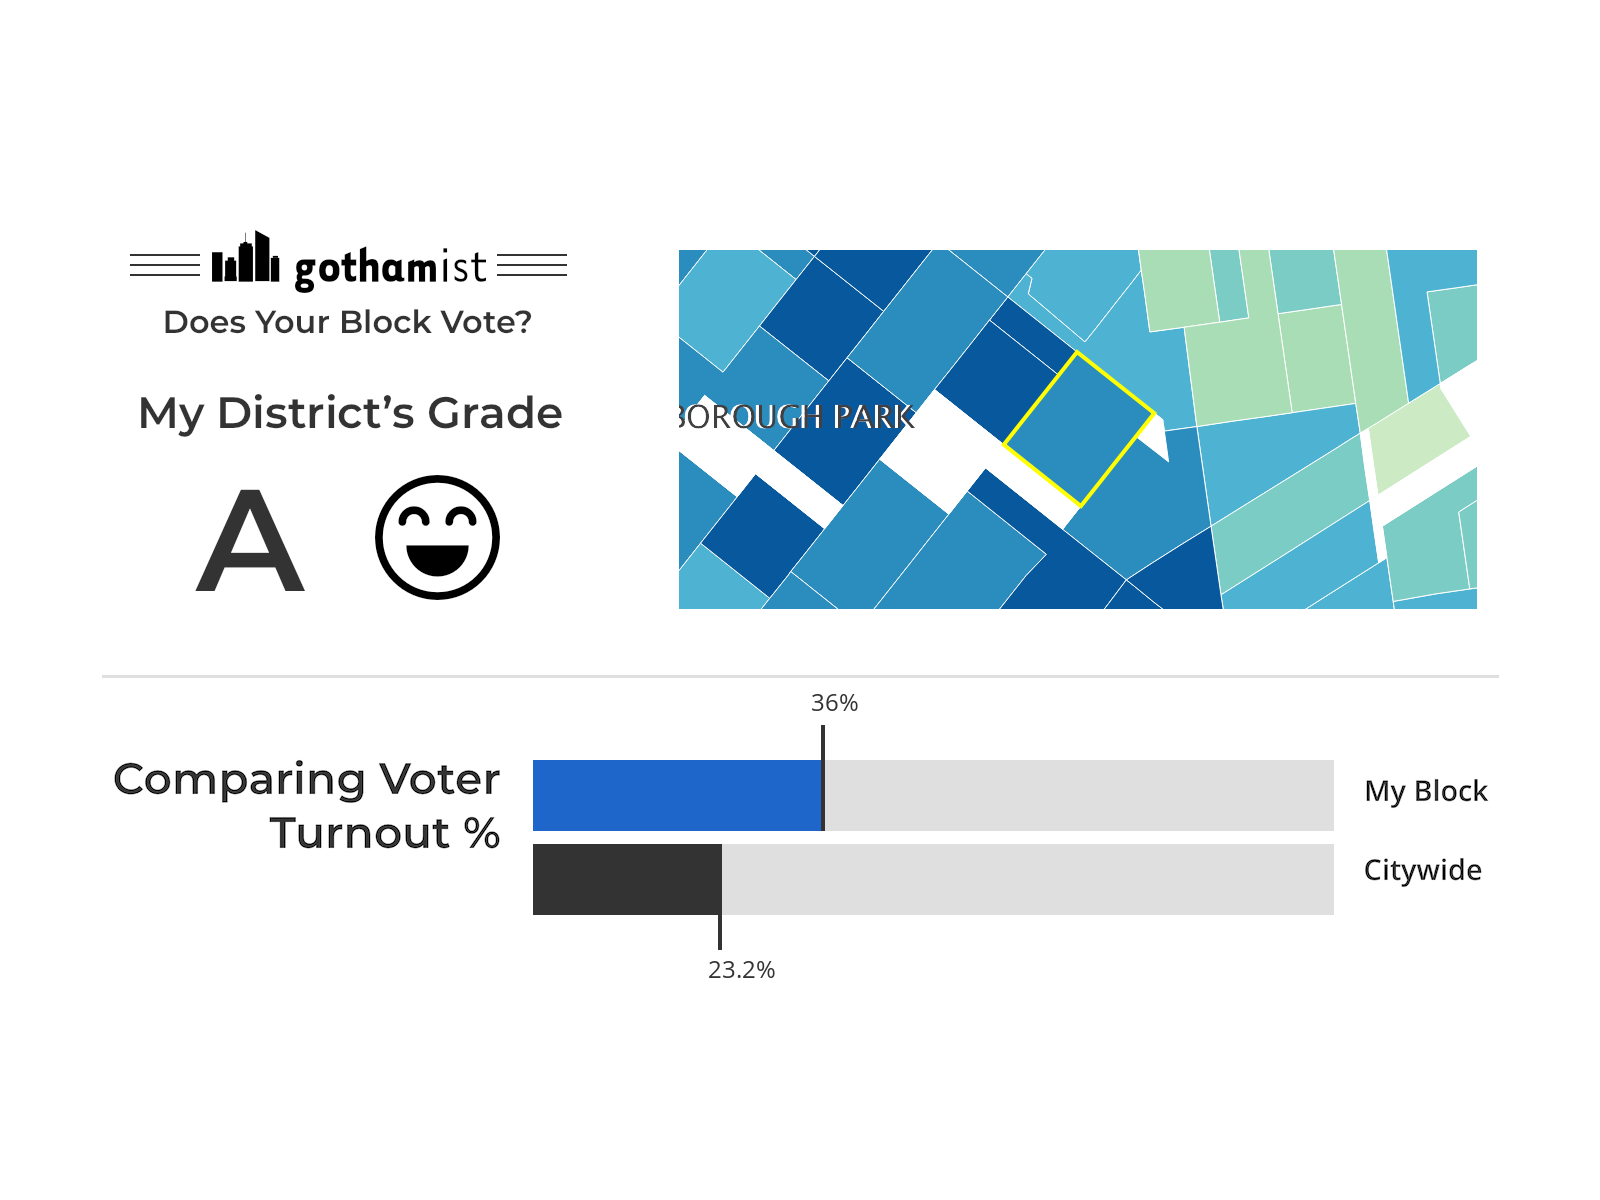 gothamist
Does Your Block Vote?
My District’s Grade
A
BOROUGH PARK
36%
Comparing Voter
Turnout %
My Block
Citywide
23.2%